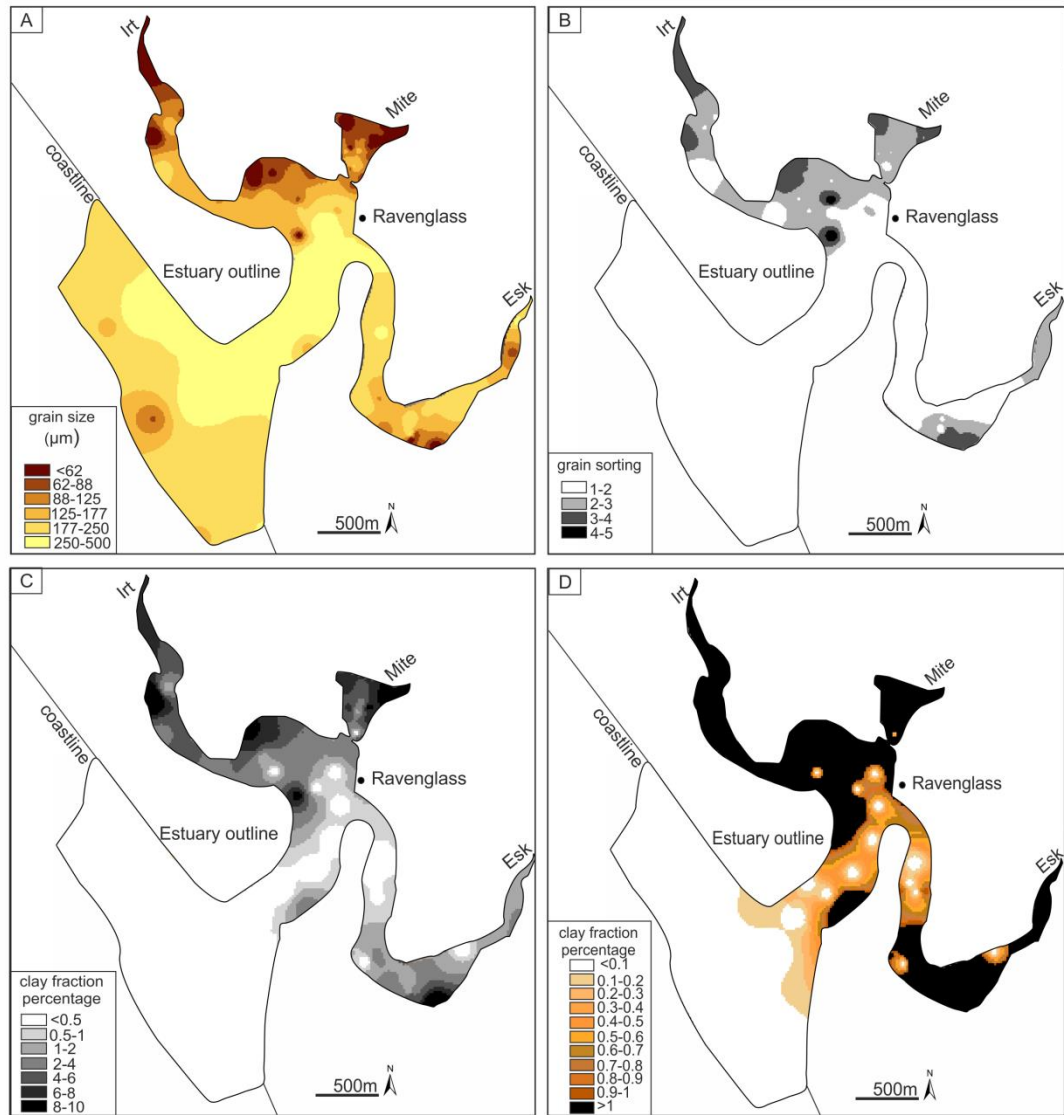 A
Irt
Mite
coastline
Ravenglass
Estuary outline
Esk
grain size
(µm)
<62
62-88
88-125
125-177
177-250
250-500
N
500m
B
Irt
Mite
coastline
Ravenglass
Estuary outline
Esk
grain sorting
1-2
2-3
3-4
4-5
N
500m
C
Irt
Mite
coastline
Ravenglass
Estuary outline
Esk
clay fraction
percentage
<0.5
0.5-1
1-2
2-4
4-6
6-8
8-10
N
500m
D
Irt
Mite
coastline
Ravenglass
Estuary outline
Esk
clay fraction
percentage
<0.1
0.1-0.2
0.2-0.3
0.3-0.4
0.4-0.5
0.5-0.6
0.6-0.7
0.7-0.8
0.8-0.9
0.9-1
>1
N
500m